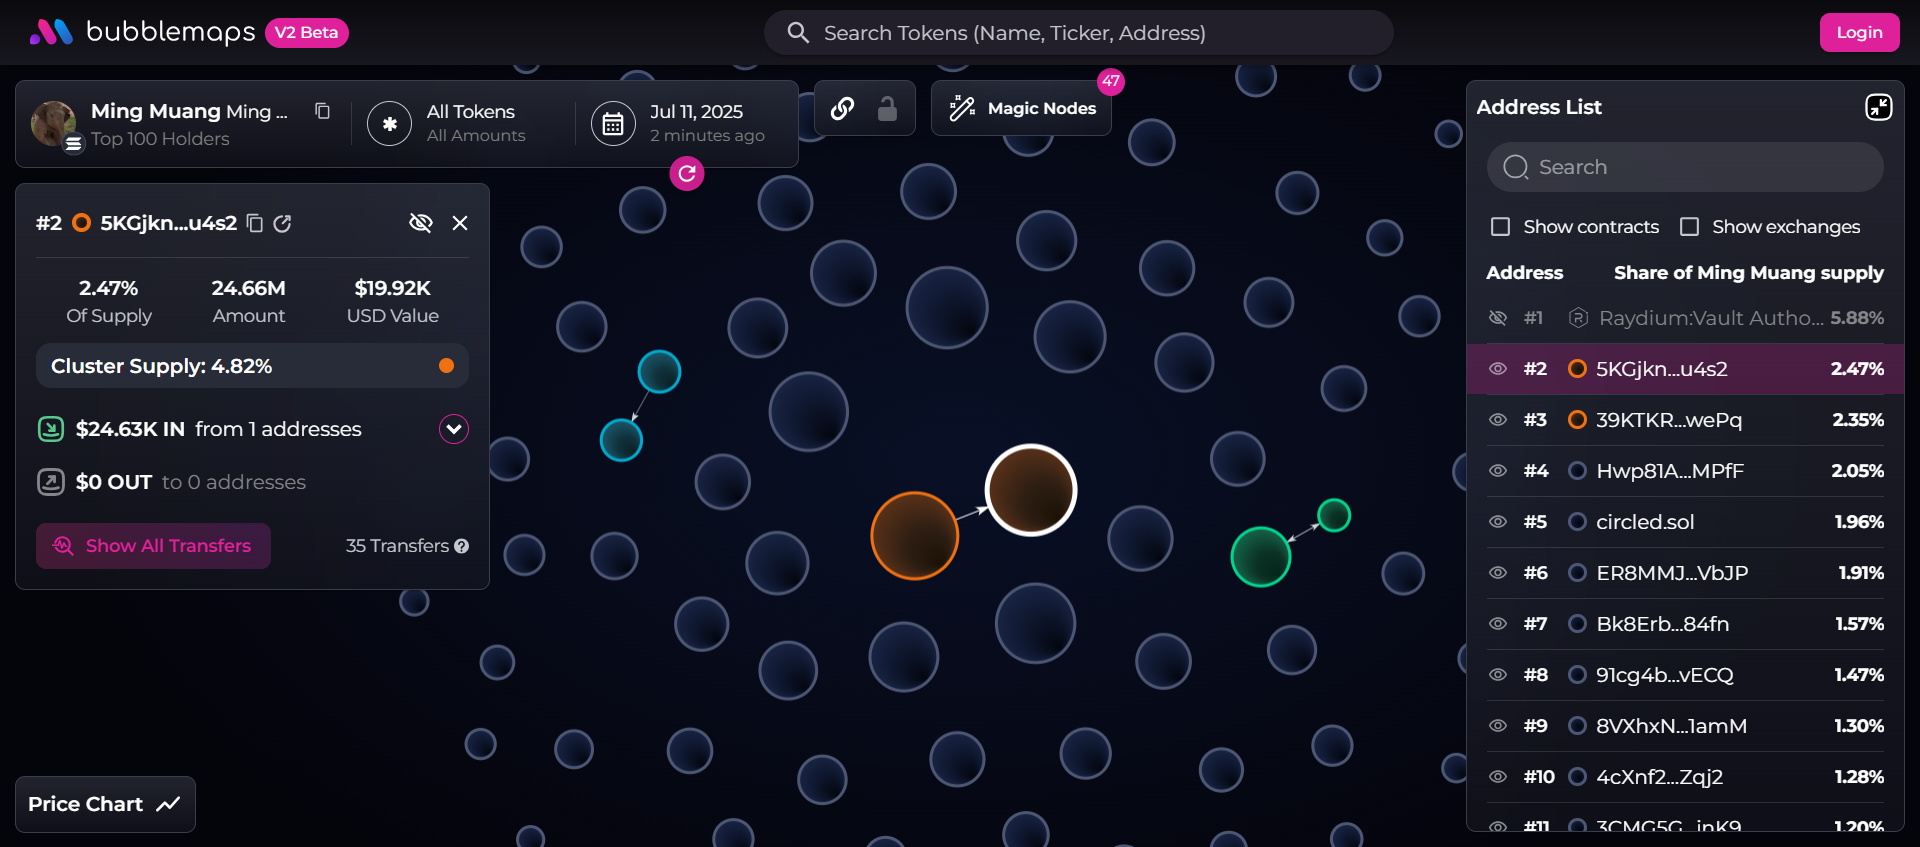 bubblemaps V2 Beta
Search Tokens (Name, Ticker, Address)
Login
Ming Muang Ming ...
Top 100 Holders
All Tokens
All Amounts
Jul 11, 2025
2 minutes ago
Magic Nodes
47
#2 5KGjkn...u4s2
2.47% 24.66M $19.92K
Of Supply Amount USD Value
Cluster Supply: 4.82%
$24.63K IN from 1 addresses
$0 OUT to 0 addresses
Show All Transfers 35 Transfers ?
Price Chart
Address List
Search
Show contracts Show exchanges
Address Share of Ming Muang supply
#1 Raydium:Vault Autho... 5.88%
#2 5KGjkn...u4s2 2.47%
#3 39KTKR...wePq 2.35%
#4 Hwp81A...MPfF 2.05%
#5 circled.sol 1.96%
#6 ER8MMJ...VbJP 1.91%
#7 Bk8Erb...84fn 1.57%
#8 91cg4b...vECQ 1.47%
#9 8VXhxN...1amM 1.30%
#10 4cXnf2...Zqj2 1.28%
#11 3CMG5G...jnK9 1.20%